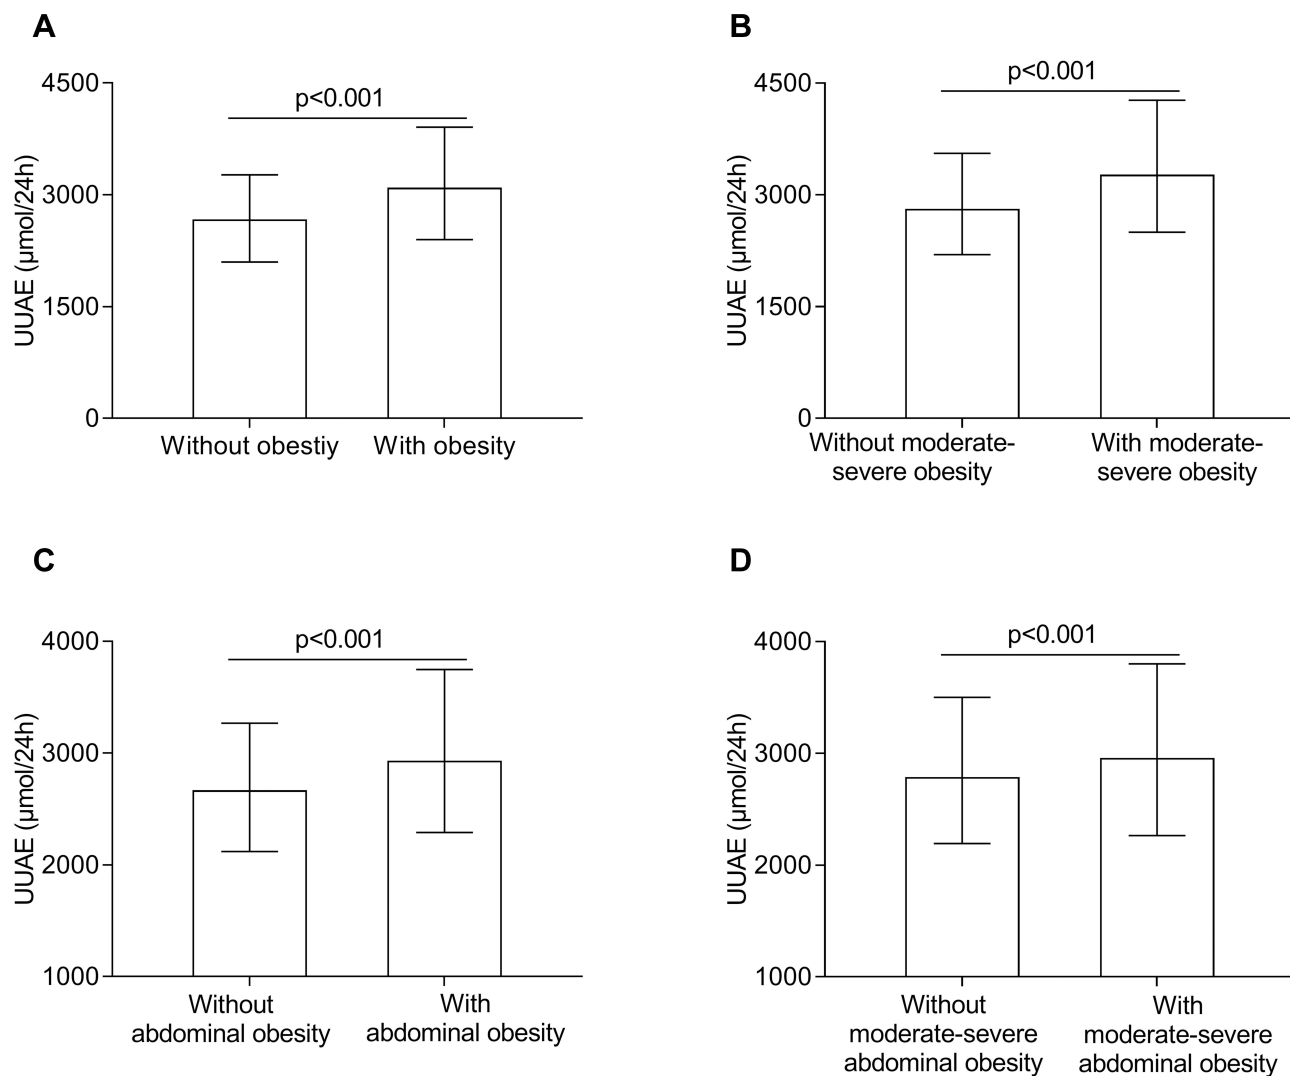 A
p<0.001
4500
3000
1500
0
UUAE (μmol/24h)
Without obestiy
With obesity
B
p<0.001
4500
3000
1500
0
UUAE (μmol/24h)
Without moderate-
severe obesity
With moderate-
severe obesity
C
p<0.001
4000
3000
2000
1000
UUAE (μmol/24h)
Without
abdominal obesity
With
abdominal obesity
D
p<0.001
4000
3000
2000
1000
UUAE (μmol/24h)
Without
moderate-severe
abdominal obesity
With
moderate-severe
abdominal obesity